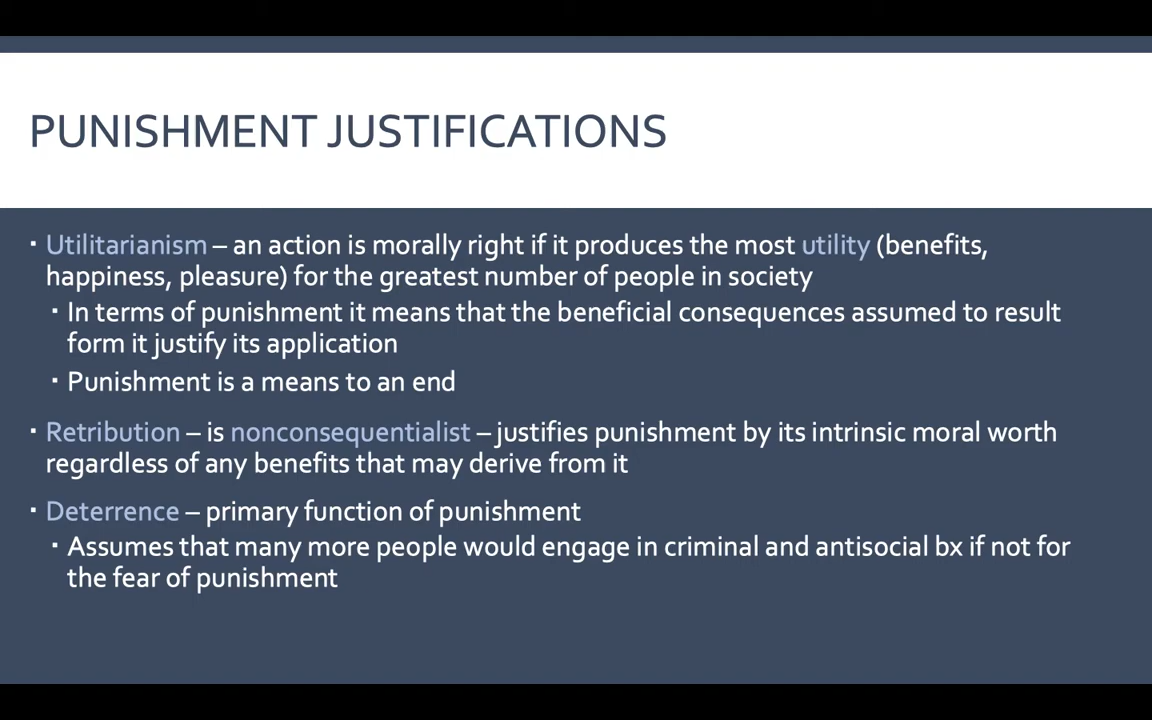 PUNISHMENT JUSTIFICATIONS
▪ Utilitarianism – an action is morally right if it produces the most utility (benefits,
happiness, pleasure) for the greatest number of people in society
▪ In terms of punishment it means that the beneficial consequences assumed to result
form it justify its application
▪ Punishment is a means to an end
▪ Retribution – is nonconsequentialist – justifies punishment by its intrinsic moral worth
regardless of any benefits that may derive from it
▪ Deterrence – primary function of punishment
▪ Assumes that many more people would engage in criminal and antisocial bx if not for
the fear of punishment